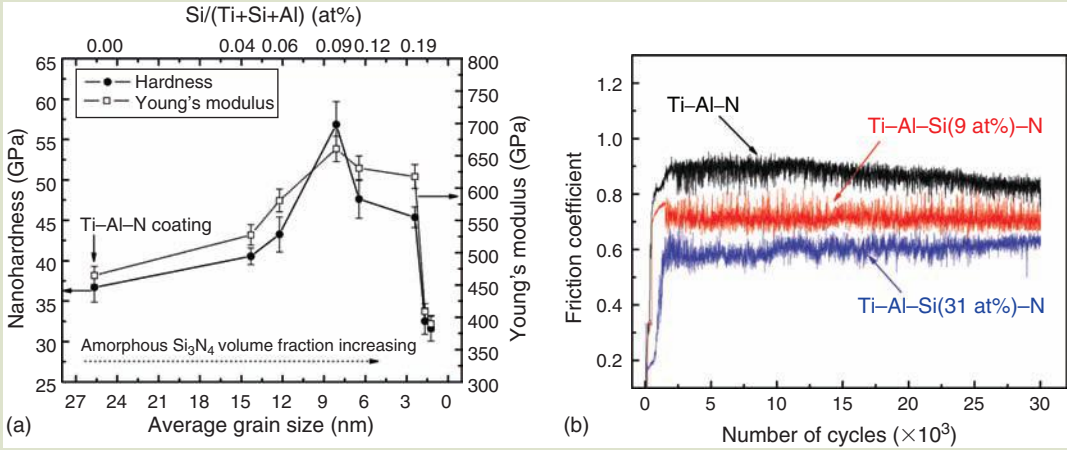 Si/(Ti+Si+Al) (at%)
0.00 0.04 0.06 0.09 0.12 0.19
65
60
55
50
45
40
35
30
25
Nanohardness (GPa)
Hardness
Young's modulus
Ti–Al–N coating
Amorphous Si₃N₄ volume fraction increasing
800
750
700
650
600
550
500
450
400
350
300
Young's modulus (GPa)
27 24 21 18 15 12 9 6 3 0
(a) Average grain size (nm)
1.2
1.0
0.8
0.6
0.4
0.2
Friction coefficient
Ti–Al–N
Ti–Al–Si(9 at%)–N
Ti–Al–Si(31 at%)–N
0 5 10 15 20 25 30
(b) Number of cycles (×10³)